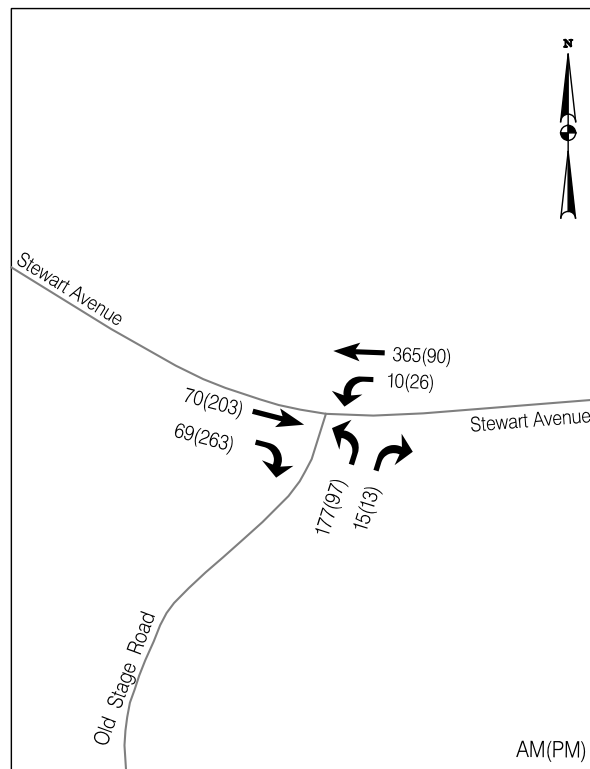 N
Stewart Avenue
365(90)
10(26)
70(203)
69(263)
Stewart Avenue
177(97)
15(13)
Old Stage Road
AM(PM)